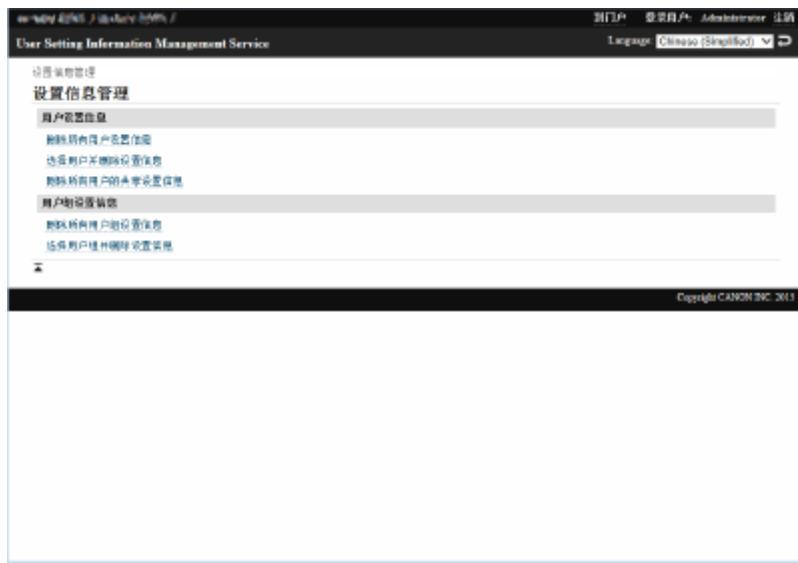 到门户 登录用户: Administrator 注销
User Setting Information Management Service Language: Chinese (Simplified)
设置信息管理
设置信息管理
用户设置信息
删除所有用户设置信息
选择用户并删除设置信息
删除所有用户的共享设置信息
用户组设置信息
删除所有用户组设置信息
选择用户组并删除设置信息
Copyright CANON INC. 2015